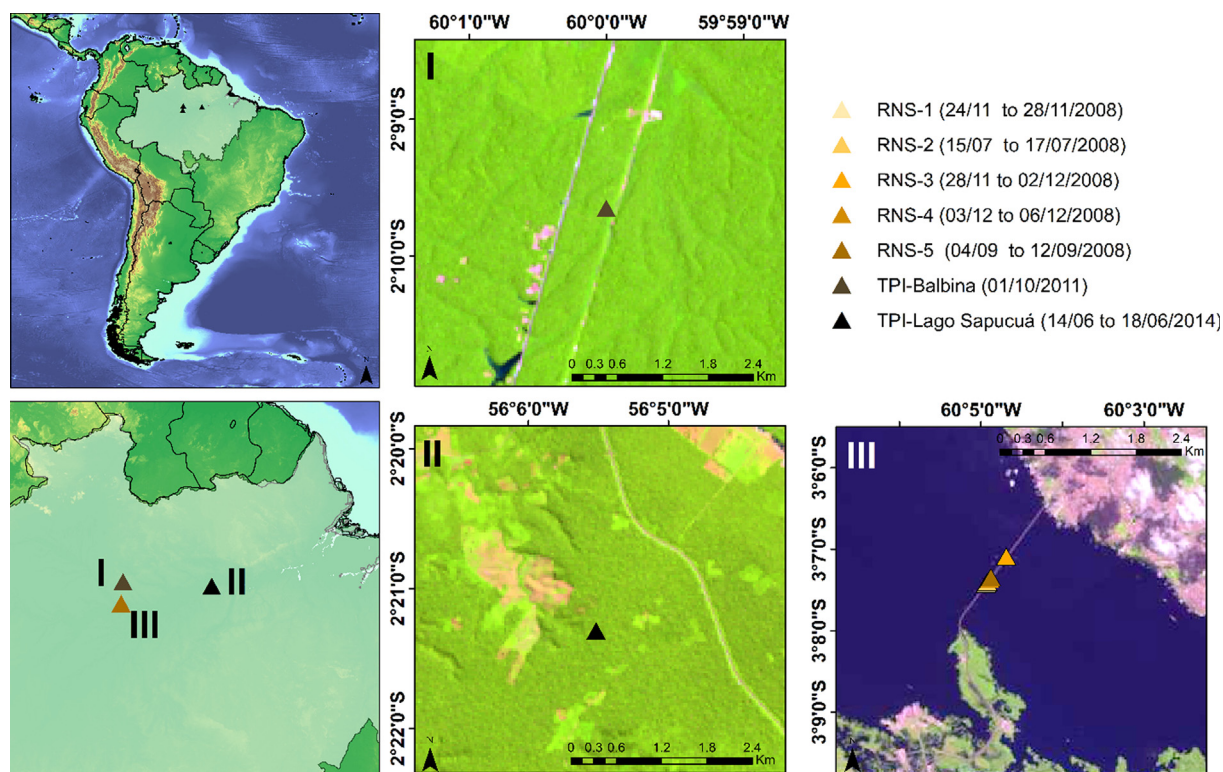 60°1'0"W 60°0'0"W 59°59'0"W
I
2°9'0"S
2°10'0"S
0 0.3 0.6 1.2 1.8 2.4
Km
N
N
RNS-1 (24/11 to 28/11/2008)
RNS-2 (15/07 to 17/07/2008)
RNS-3 (28/11 to 02/12/2008)
RNS-4 (03/12 to 06/12/2008)
RNS-5 (04/09 to 12/09/2008)
TPI-Balbina (01/10/2011)
TPI-Lago Sapucuá (14/06 to 18/06/2014)
I
II
III
56°6'0"W 56°5'0"W
II
2°20'0"S
2°21'0"S
2°22'0"S
0 0.3 0.6 1.2 1.8 2.4
Km
N
60°5'0"W 60°3'0"W
III
0 0.3 0.6 1.2 1.8 2.4
Km
3°6'0"S
3°7'0"S
3°8'0"S
3°9'0"S
N